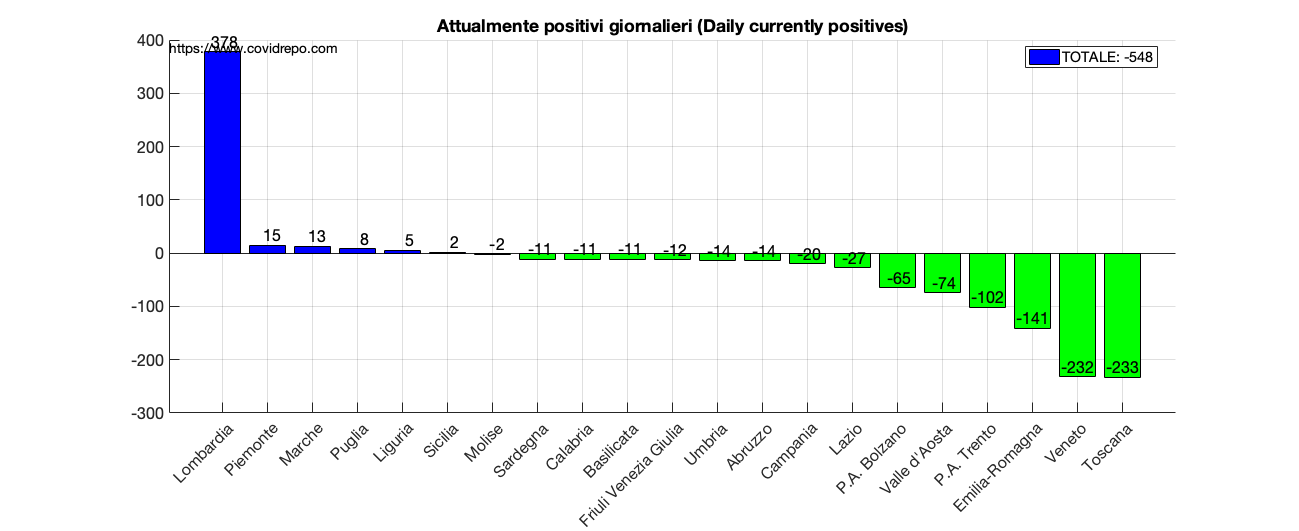 Attualmente positivi giornalieri (Daily currently positives)
https://www.covidrepo.com
TOTALE: -548
400
300
200
100
0
-100
-200
-300
378
15
13
8
5
2
-2
-11
-11
-11
-12
-14
-14
-20
-27
-65
-74
-102
-141
-232
-233
Lombardia
Piemonte
Marche
Puglia
Liguria
Sicilia
Molise
Sardegna
Calabria
Basilicata
Friuli Venezia Giulia
Umbria
Abruzzo
Campania
Lazio
P.A. Bolzano
Valle d'Aosta
P.A. Trento
Emilia-Romagna
Veneto
Toscana